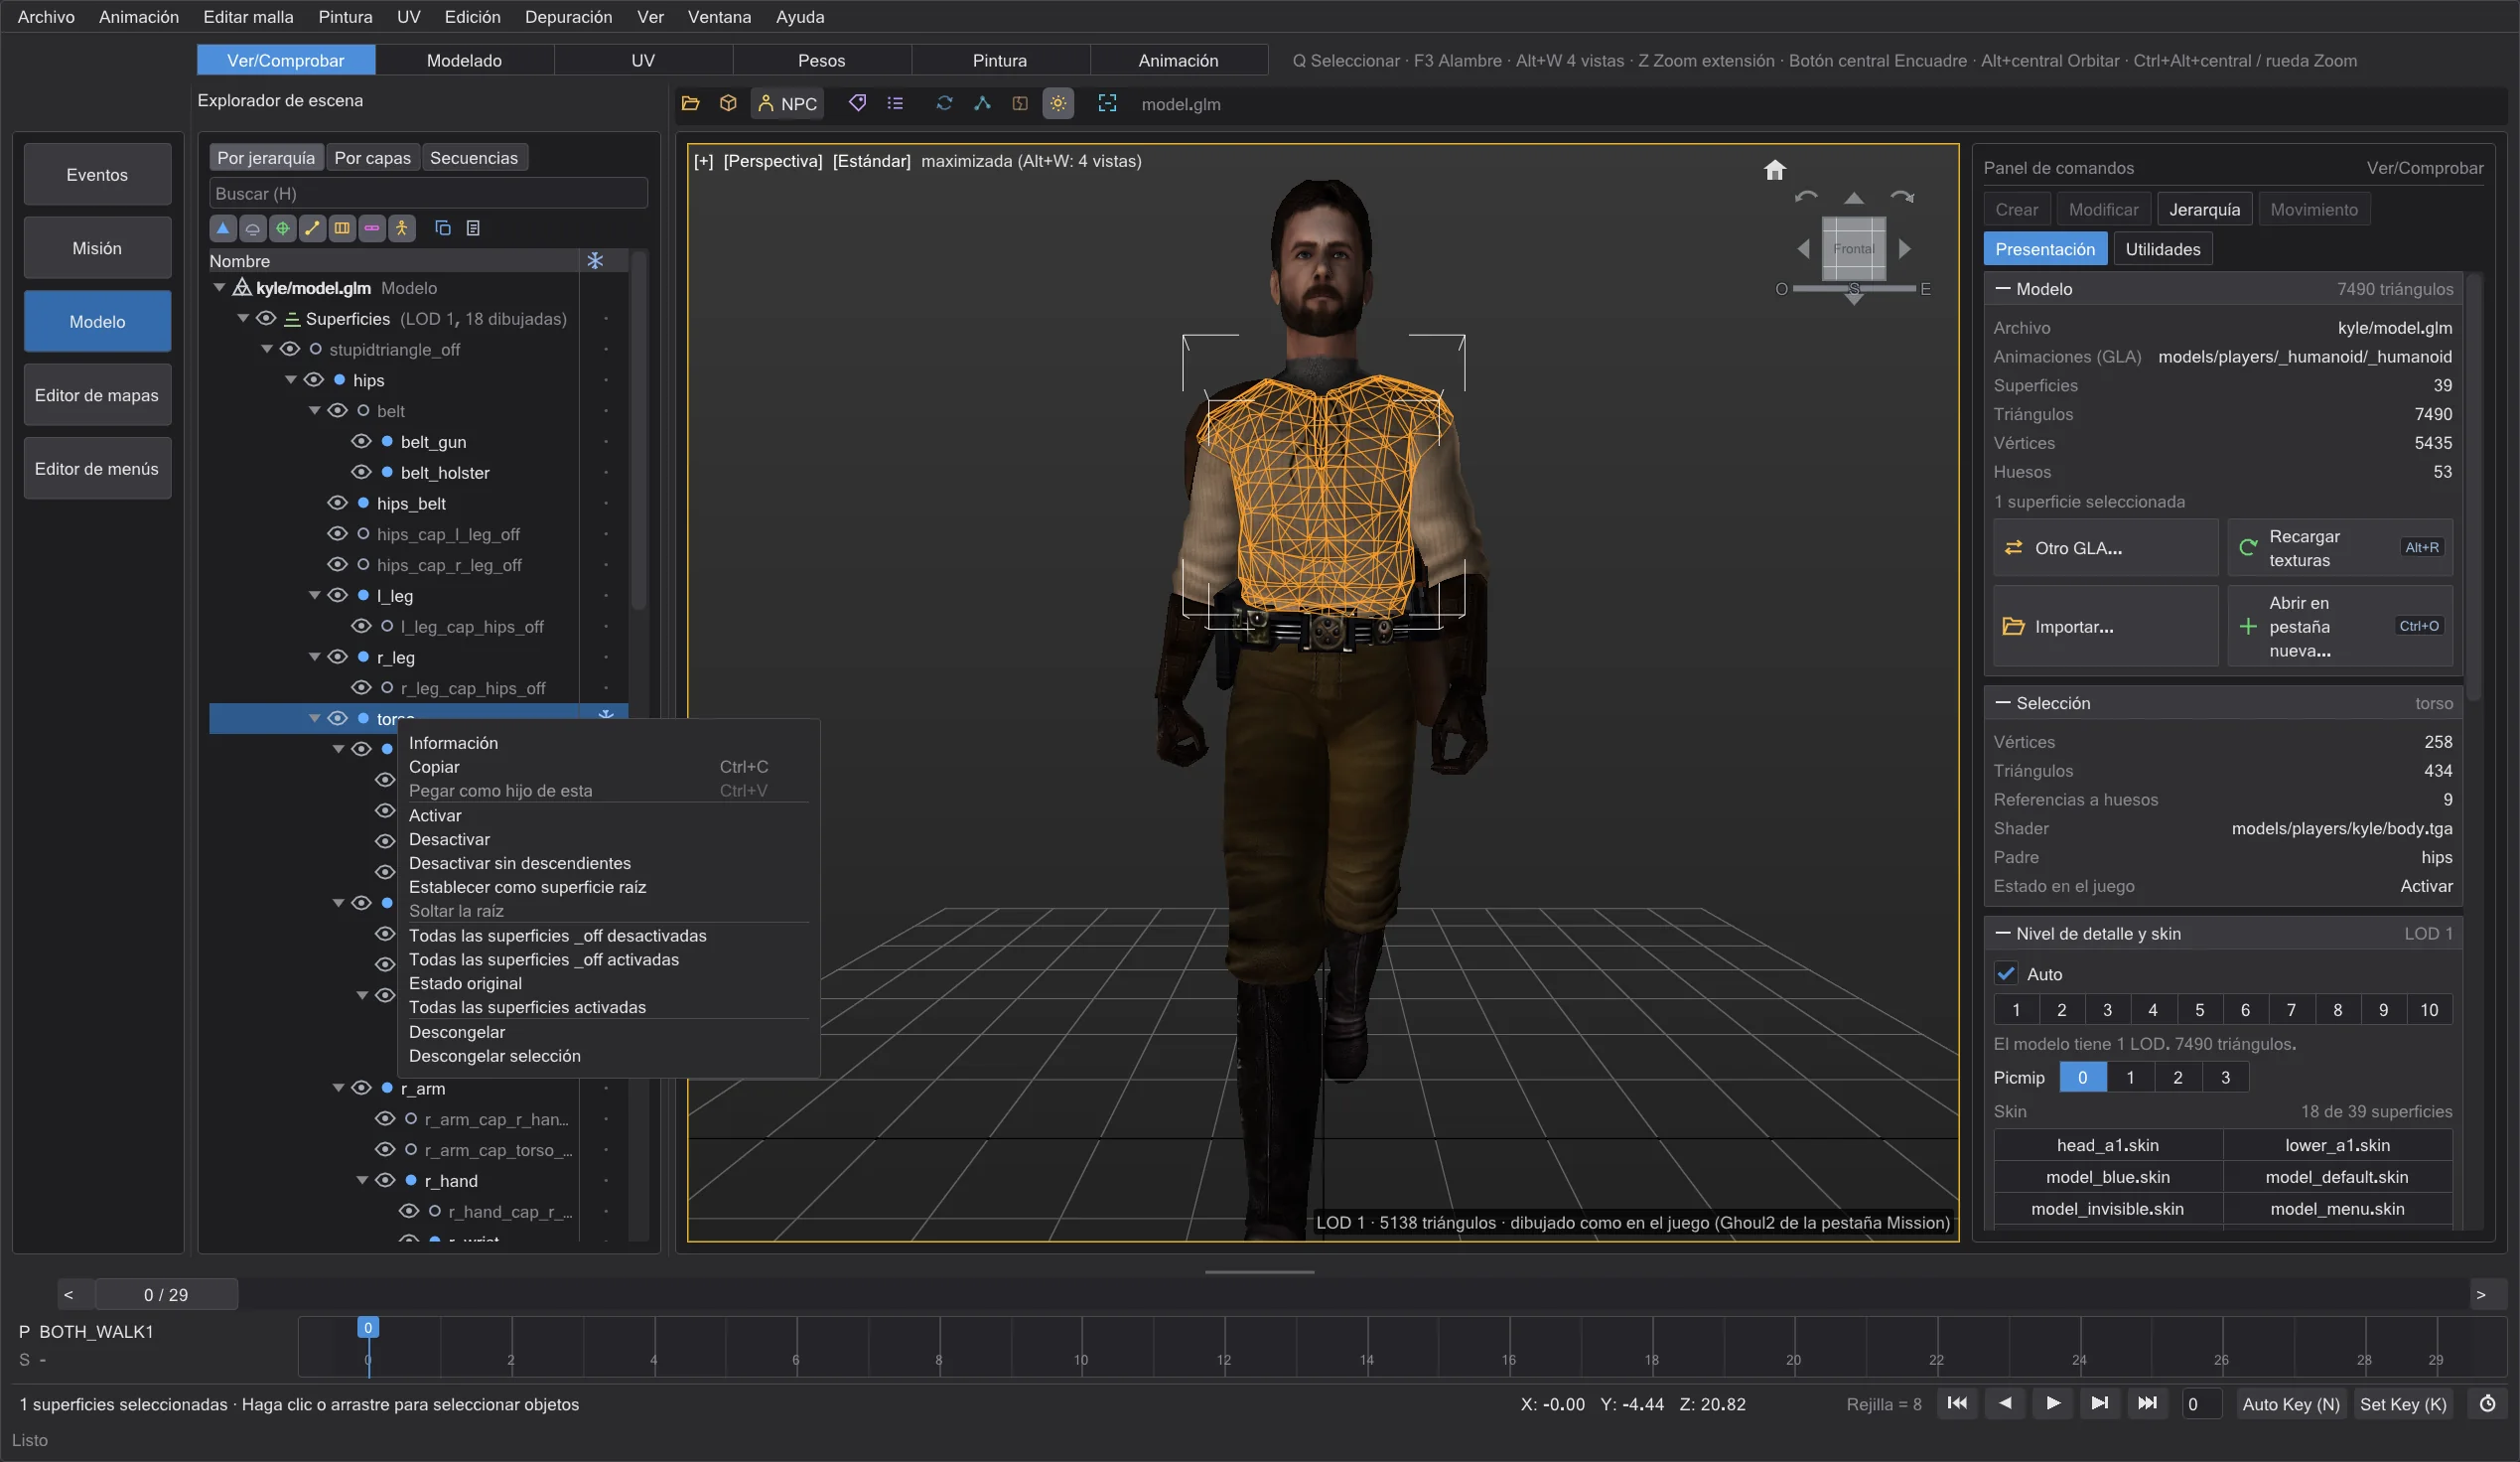 Archivo Animación Editar malla Pintura UV Edición Depuración Ver Ventana Ayuda
Ver/Comprobar Modelado UV Pesos Pintura Animación Q Seleccionar · F3 Alambre · Alt+W 4 vistas · Z Zoom extensión · Botón central Encuadre · Alt+central Orbitar · Ctrl+Alt+central / rueda Zoom
Explorador de escena
NPC model.glm
Eventos
Misión
Modelo
Editor de mapas
Editor de menús
Por jerarquía Por capas Secuencias
Buscar (H)
Nombre
kyle/model.glm Modelo
Superficies (LOD 1, 18 dibujadas)
stupidtriangle_off
hips
belt
belt_gun
belt_holster
hips_belt
hips_cap_l_leg_off
hips_cap_r_leg_off
l_leg
l_leg_cap_hips_off
r_leg
r_leg_cap_hips_off
Información
Copiar Ctrl+C
Pegar como hijo de esta Ctrl+V
Activar
Desactivar
Desactivar sin descendientes
Establecer como superficie raíz
Soltar la raíz
Todas las superficies _off desactivadas
Todas las superficies _off activadas
Estado original
Todas las superficies activadas
Descongelar
Descongelar selección
r_arm
r_arm_cap_r_han...
r_arm_cap_torso_...
r_hand
r_hand_cap_r_...
[+] [Perspectiva] [Estándar] maximizada (Alt+W: 4 vistas)
Frontal
O S E
LOD 1 · 5138 triángulos · dibujado como en el juego (Ghoul2 de la pestaña Mission)
Panel de comandos Ver/Comprobar
Crear Modificar Jerarquía Movimiento
Presentación Utilidades
Modelo 7490 triángulos
Archivo kyle/model.glm
Animaciones (GLA) models/players/_humanoid/_humanoid
Superficies 39
Triángulos 7490
Vértices 5435
Huesos 53
1 superficie seleccionada
Otro GLA...
Recargar texturas Alt+R
Importar...
Abrir en pestaña nueva... Ctrl+O
Selección torso
Vértices 258
Triángulos 434
Referencias a huesos 9
Shader models/players/kyle/body.tga
Padre hips
Estado en el juego Activar
Nivel de detalle y skin LOD 1
Auto
1 2 3 4 5 6 7 8 9 10
El modelo tiene 1 LOD. 7490 triángulos.
Picmip 0 1 2 3
Skin 18 de 39 superficies
head_a1.skin lower_a1.skin
model_blue.skin model_default.skin
model_invisible.skin model_menu.skin
< 0 / 29 >
P BOTH_WALK1
S -
0
0 2 4 6 8 10 12 14 16 18 20 22 24 26 28 29
1 superficies seleccionadas · Haga clic o arrastre para seleccionar objetos X: -0.00 Y: -4.44 Z: 20.82 Rejilla = 8 0 Auto Key (N) Set Key (K)
Listo